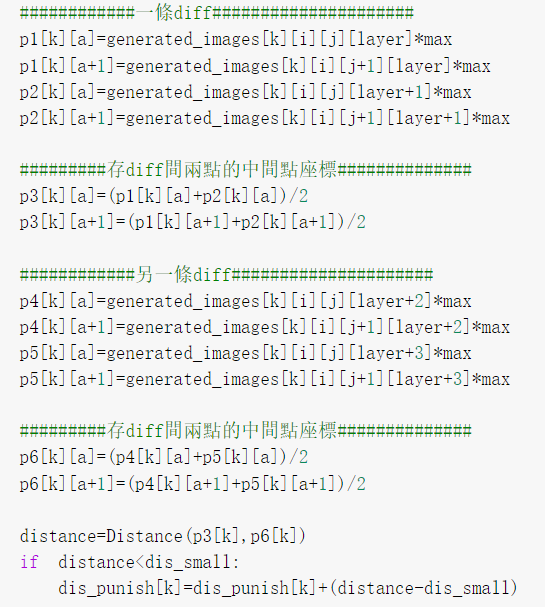 ############一條diff#####################
p1[k][a]=generated_images[k][i][j][layer]*max
p1[k][a+1]=generated_images[k][i][j+1][layer]*max
p2[k][a]=generated_images[k][i][j][layer+1]*max
p2[k][a+1]=generated_images[k][i][j+1][layer+1]*max
#########存diff間兩點的中間點座標##############
p3[k][a]=(p1[k][a]+p2[k][a])/2
p3[k][a+1]=(p1[k][a+1]+p2[k][a+1])/2
############另一條diff#####################
p4[k][a]=generated_images[k][i][j][layer+2]*max
p4[k][a+1]=generated_images[k][i][j+1][layer+2]*max
p5[k][a]=generated_images[k][i][j][layer+3]*max
p5[k][a+1]=generated_images[k][i][j+1][layer+3]*max
#########存diff間兩點的中間點座標##############
p6[k][a]=(p4[k][a]+p5[k][a])/2
p6[k][a+1]=(p4[k][a+1]+p5[k][a+1])/2
distance=Distance(p3[k],p6[k])
if  distance<dis_small:
    dis_punish[k]=dis_punish[k]+(distance-dis_small)